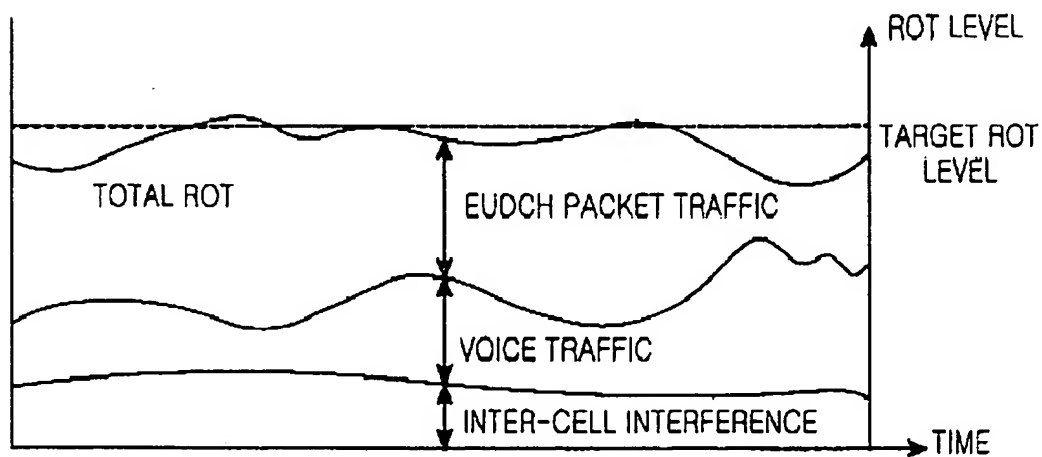 ROT LEVEL
TARGET ROT
LEVEL
TOTAL ROT
EUDCH PACKET TRAFFIC
VOICE TRAFFIC
INTER-CELL INTERFERENCE
TIME